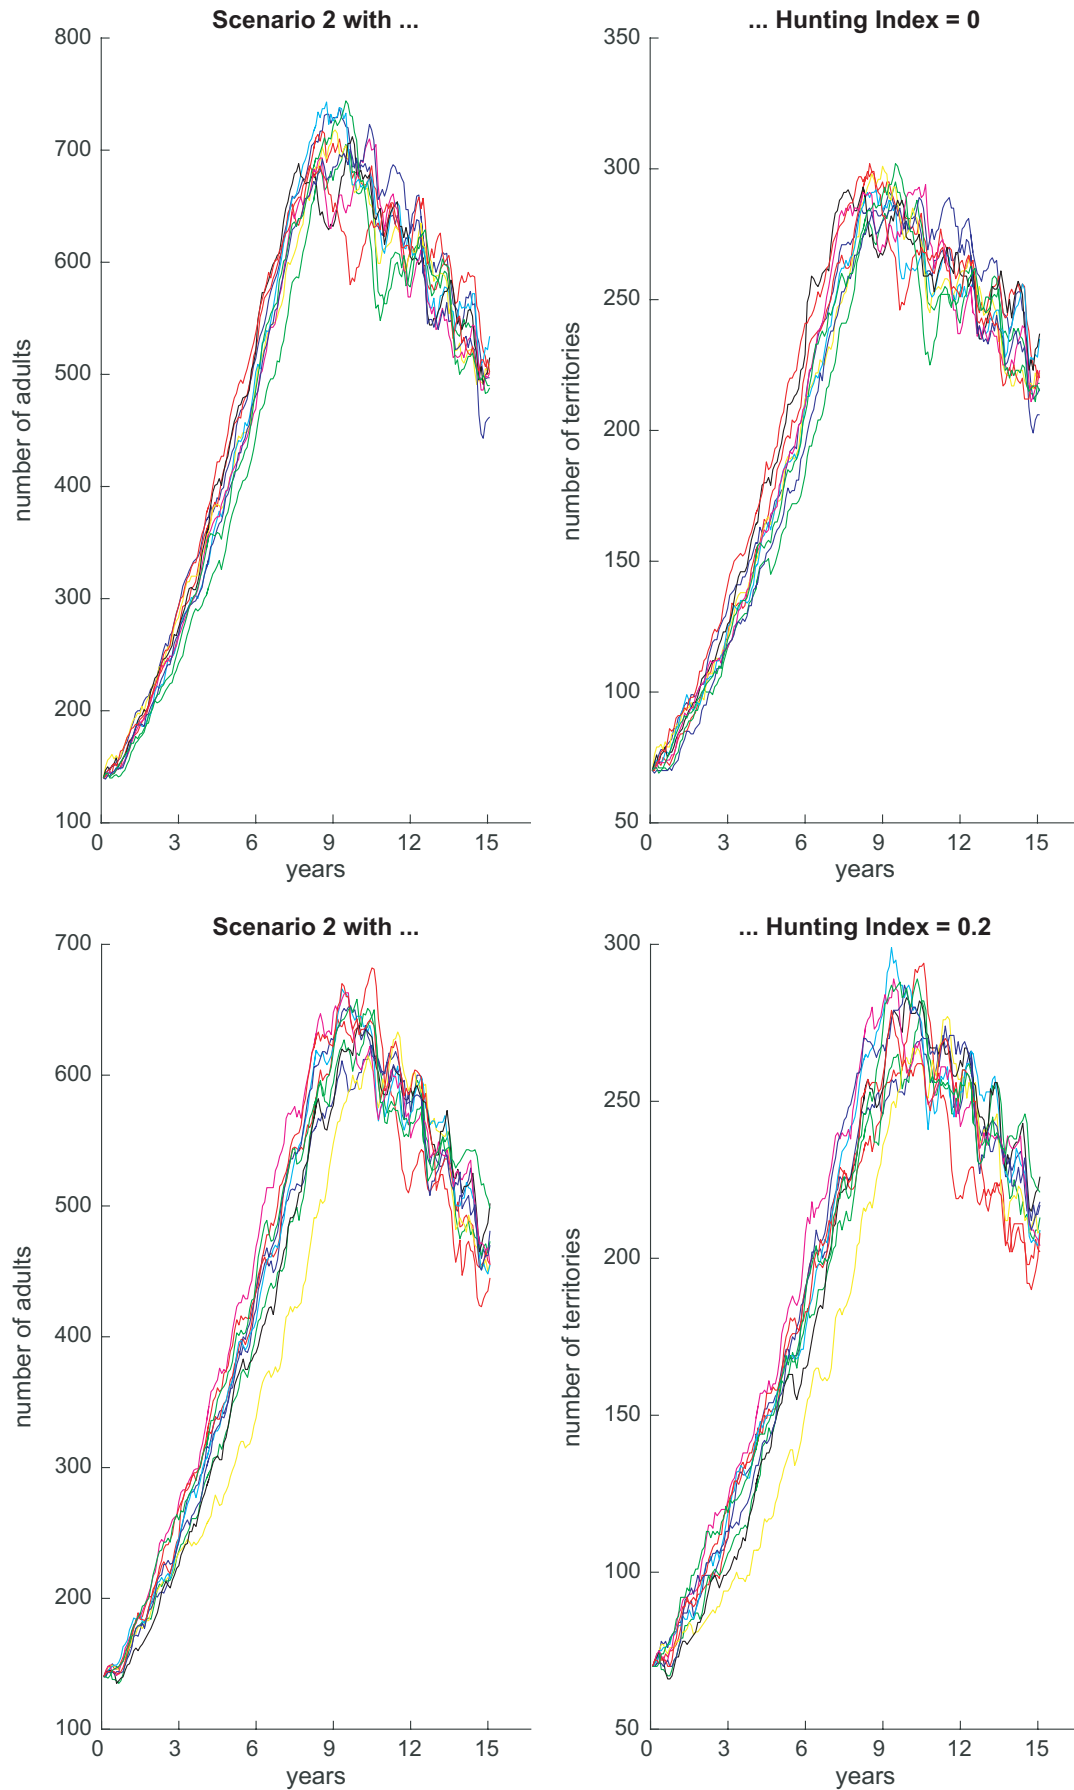 Scenario 2 with ...
800
700
600
500
400
300
200
100
number of adults
0 3 6 9 12 15
years
... Hunting Index = 0
350
300
250
200
150
100
50
number of territories
0 3 6 9 12 15
years
Scenario 2 with ...
700
600
500
400
300
200
100
number of adults
0 3 6 9 12 15
years
... Hunting Index = 0.2
300
250
200
150
100
50
number of territories
0 3 6 9 12 15
years